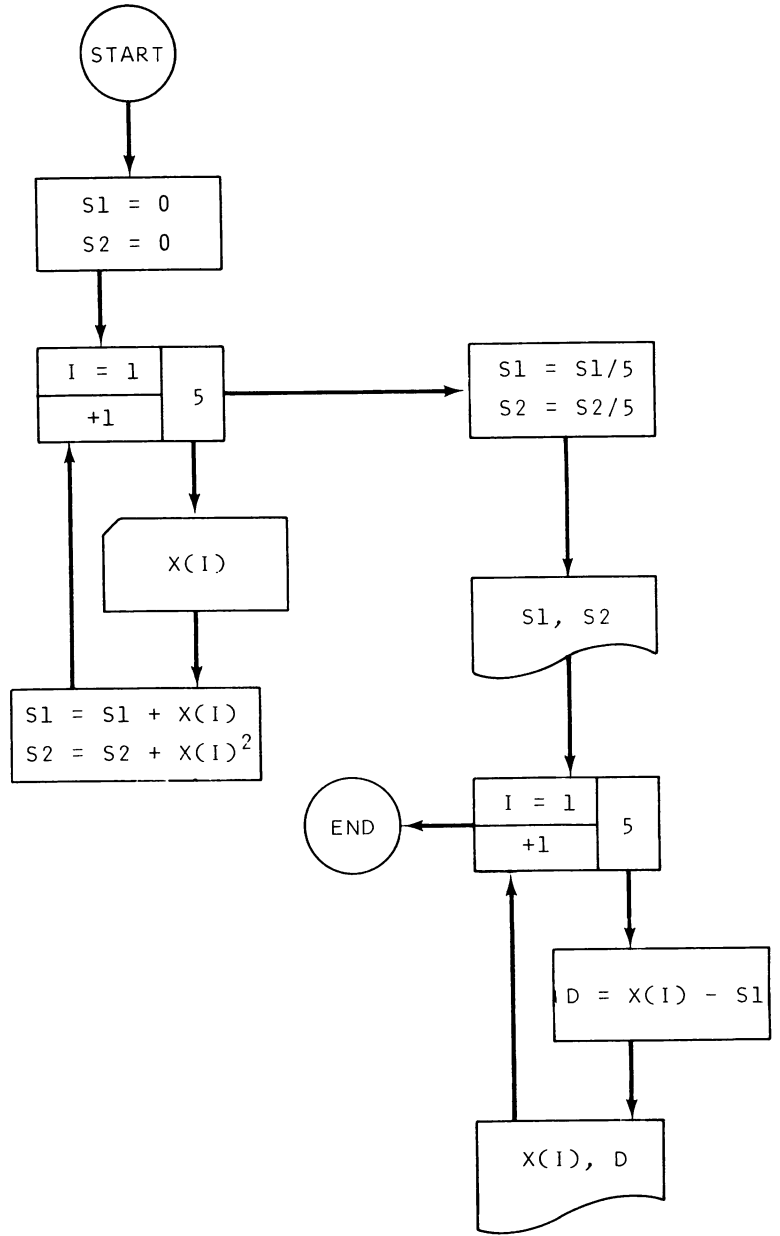 START
S1 = 0
S2 = 0
I = 1
+1
5
X(I)
S1 = S1 + X(I)
S2 = S2 + X(I)²
S1 = S1/5
S2 = S2/5
S1, S2
I = 1
+1
5
END
D = X(I) - S1
X(I), D